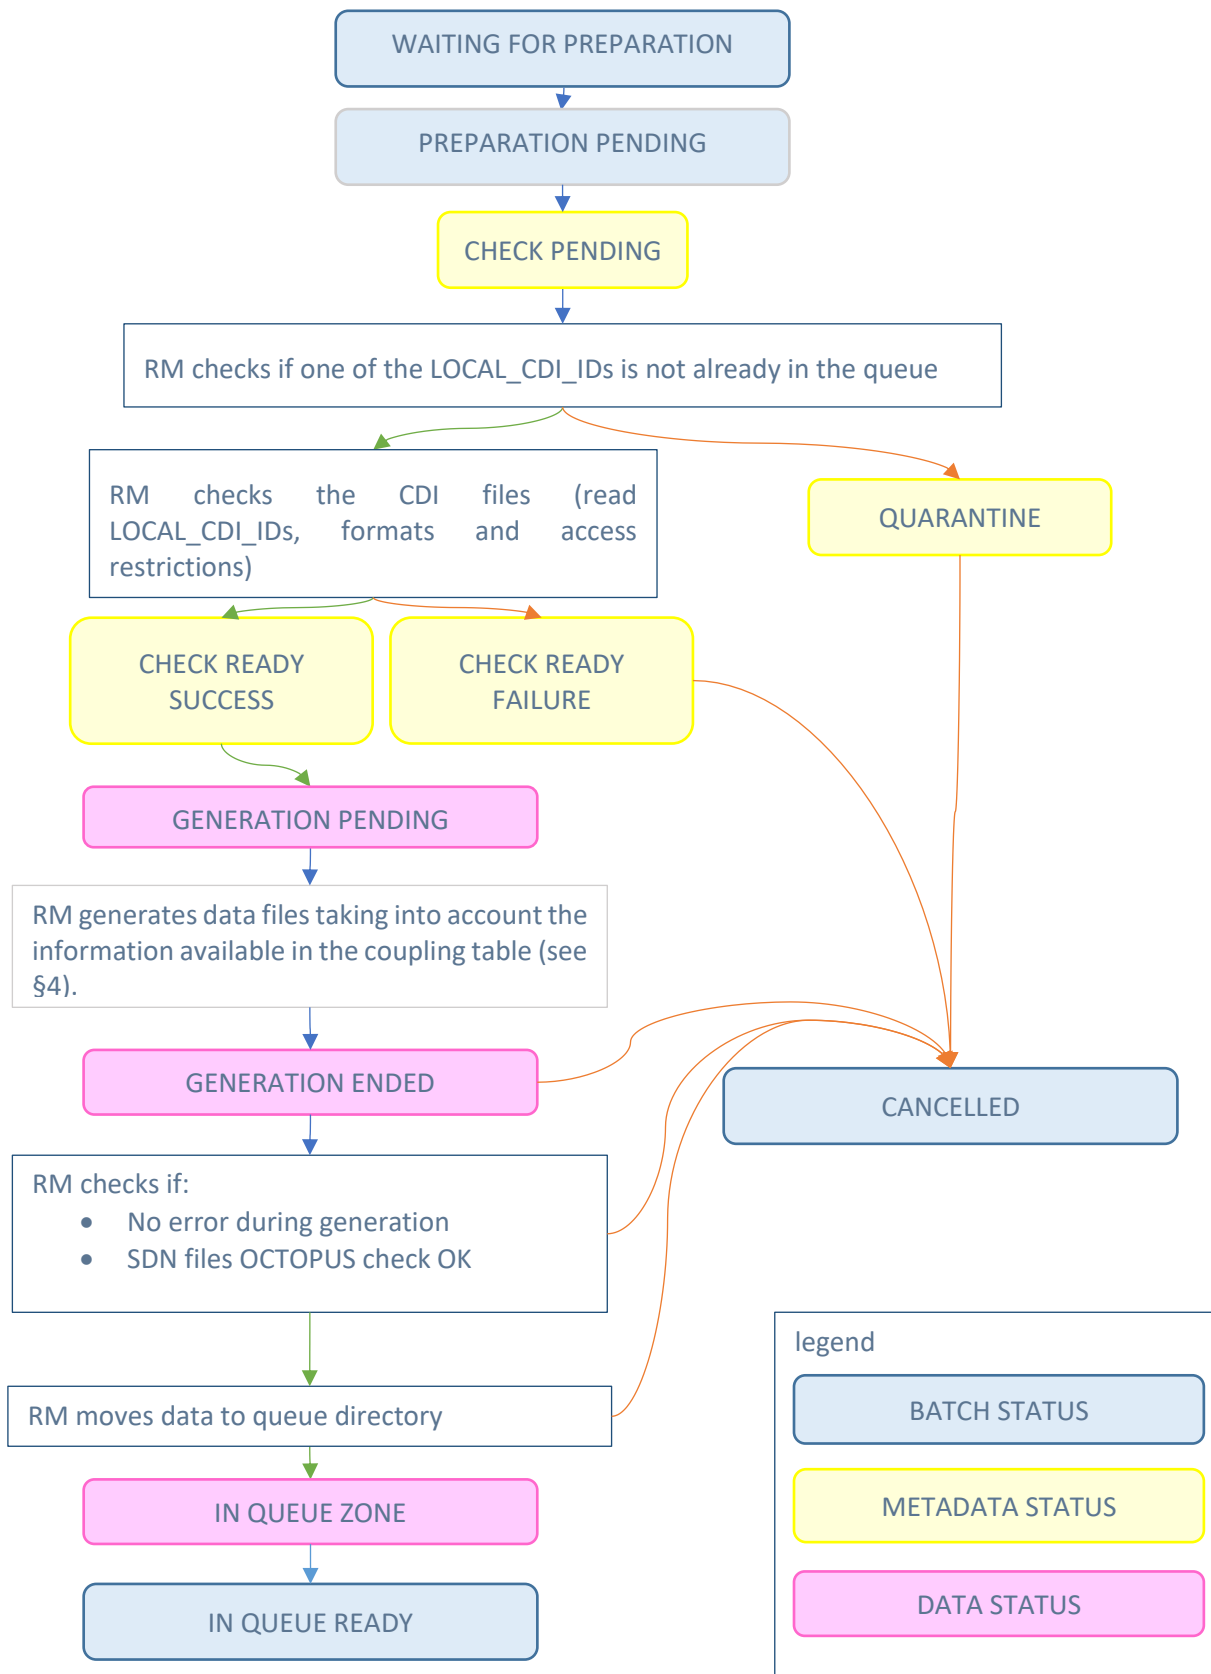 WAITING FOR PREPARATION
PREPARATION PENDING
CHECK PENDING
RM checks if one of the LOCAL_CDI_IDs is not already in the queue
RM checks the CDI files (read
LOCAL_CDI_IDs, formats and access
restrictions)
QUARANTINE
CHECK READY
SUCCESS
CHECK READY
FAILURE
GENERATION PENDING
RM generates data files taking into account the
information available in the coupling table (see
§4).
GENERATION ENDED
CANCELLED
RM checks if:
• No error during generation
• SDN files OCTOPUS check OK
RM moves data to queue directory
IN QUEUE ZONE
IN QUEUE READY
legend
BATCH STATUS
METADATA STATUS
DATA STATUS